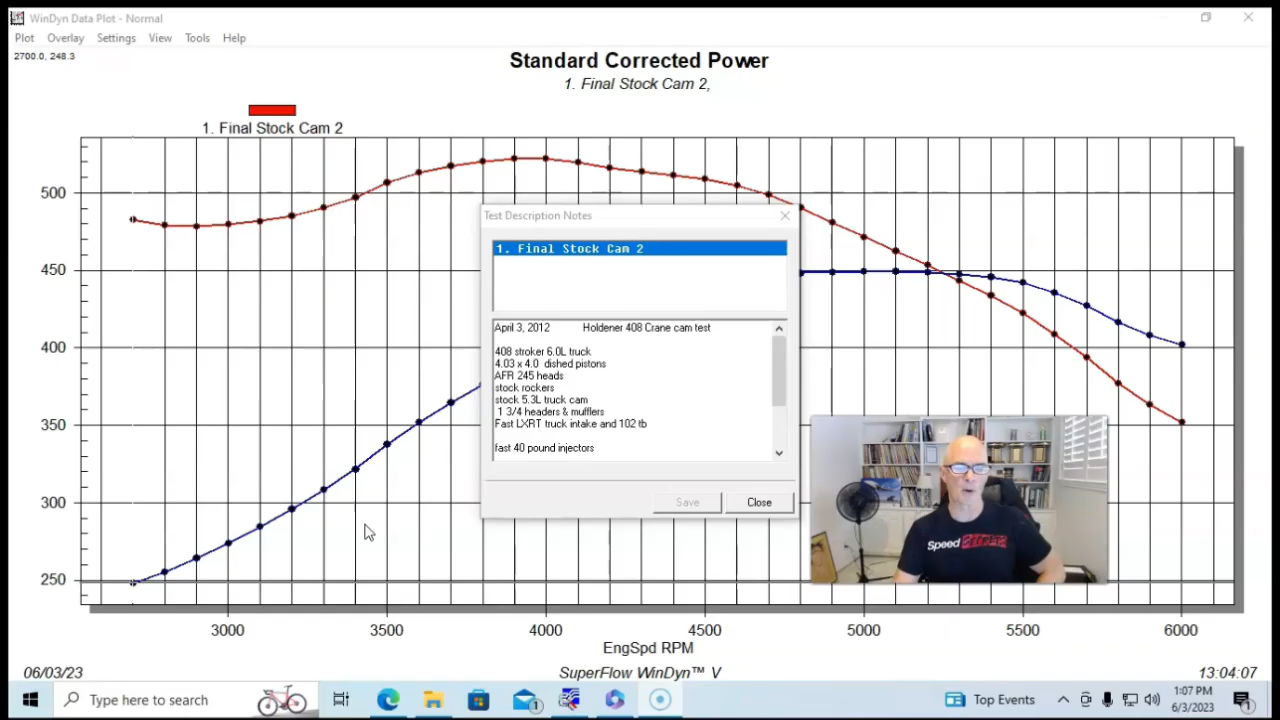 WinDyn Data Plot - Normal
Plot Overlay Settings View Tools Help
2700.0, 248.3
Standard Corrected Power
1. Final Stock Cam 2,
1. Final Stock Cam 2
500
450
400
350
300
250
Test Description Notes
1. Final Stock Cam 2
April 3, 2012 Holdener 408 Crane cam test
408 stroker 6.0L truck
4.03 x 4.0 dished pistons
AFR 245 heads
stock rockers
stock 5.3L truck cam
1 3/4 headers & mufflers
Fast LXRT truck intake and 102 tb
fast 40 pound injectors
Save Close
Speed
3000 3500 4000 4500 5000 5500 6000
EngSpd RPM
06/03/23 SuperFlow WinDyn™ V 13:04:07
Type here to search
1
Top Events
1:07 PM
6/3/2023
1